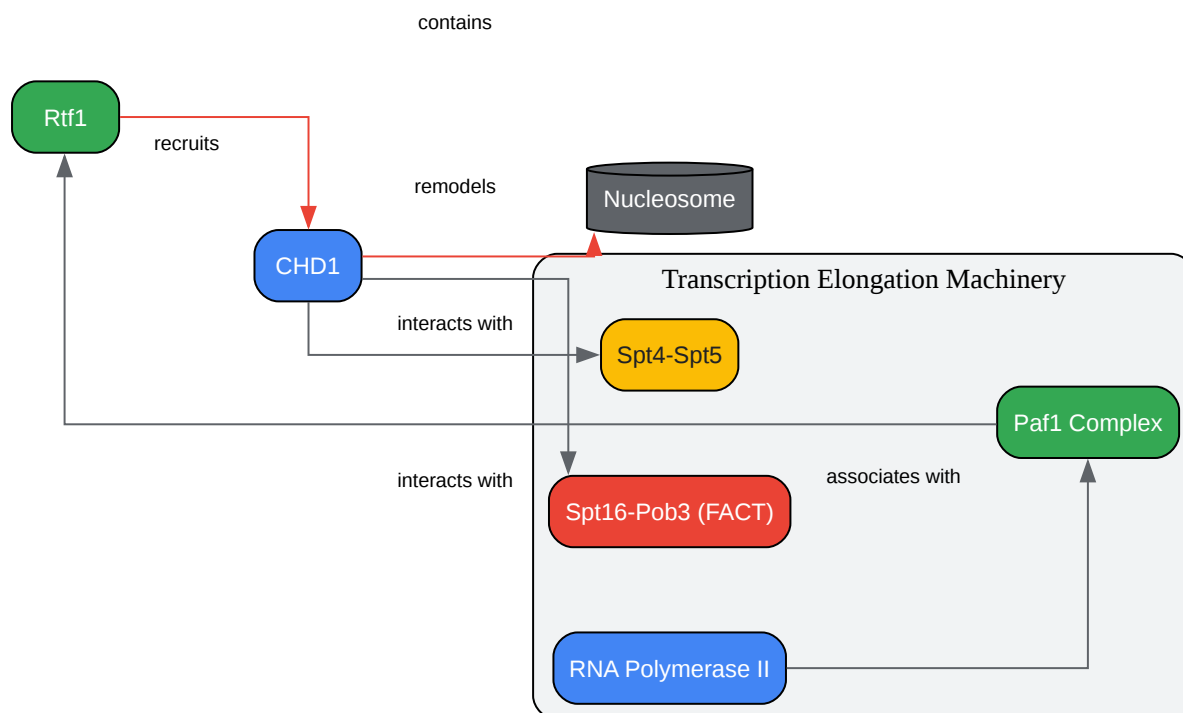 contains
Rtf1
recruits
remodels
Nucleosome
CHD1
Transcription Elongation Machinery
interacts with
Spt4-Spt5
Paf1 Complex
interacts with
associates with
Spt16-Pob3 (FACT)
RNA Polymerase II